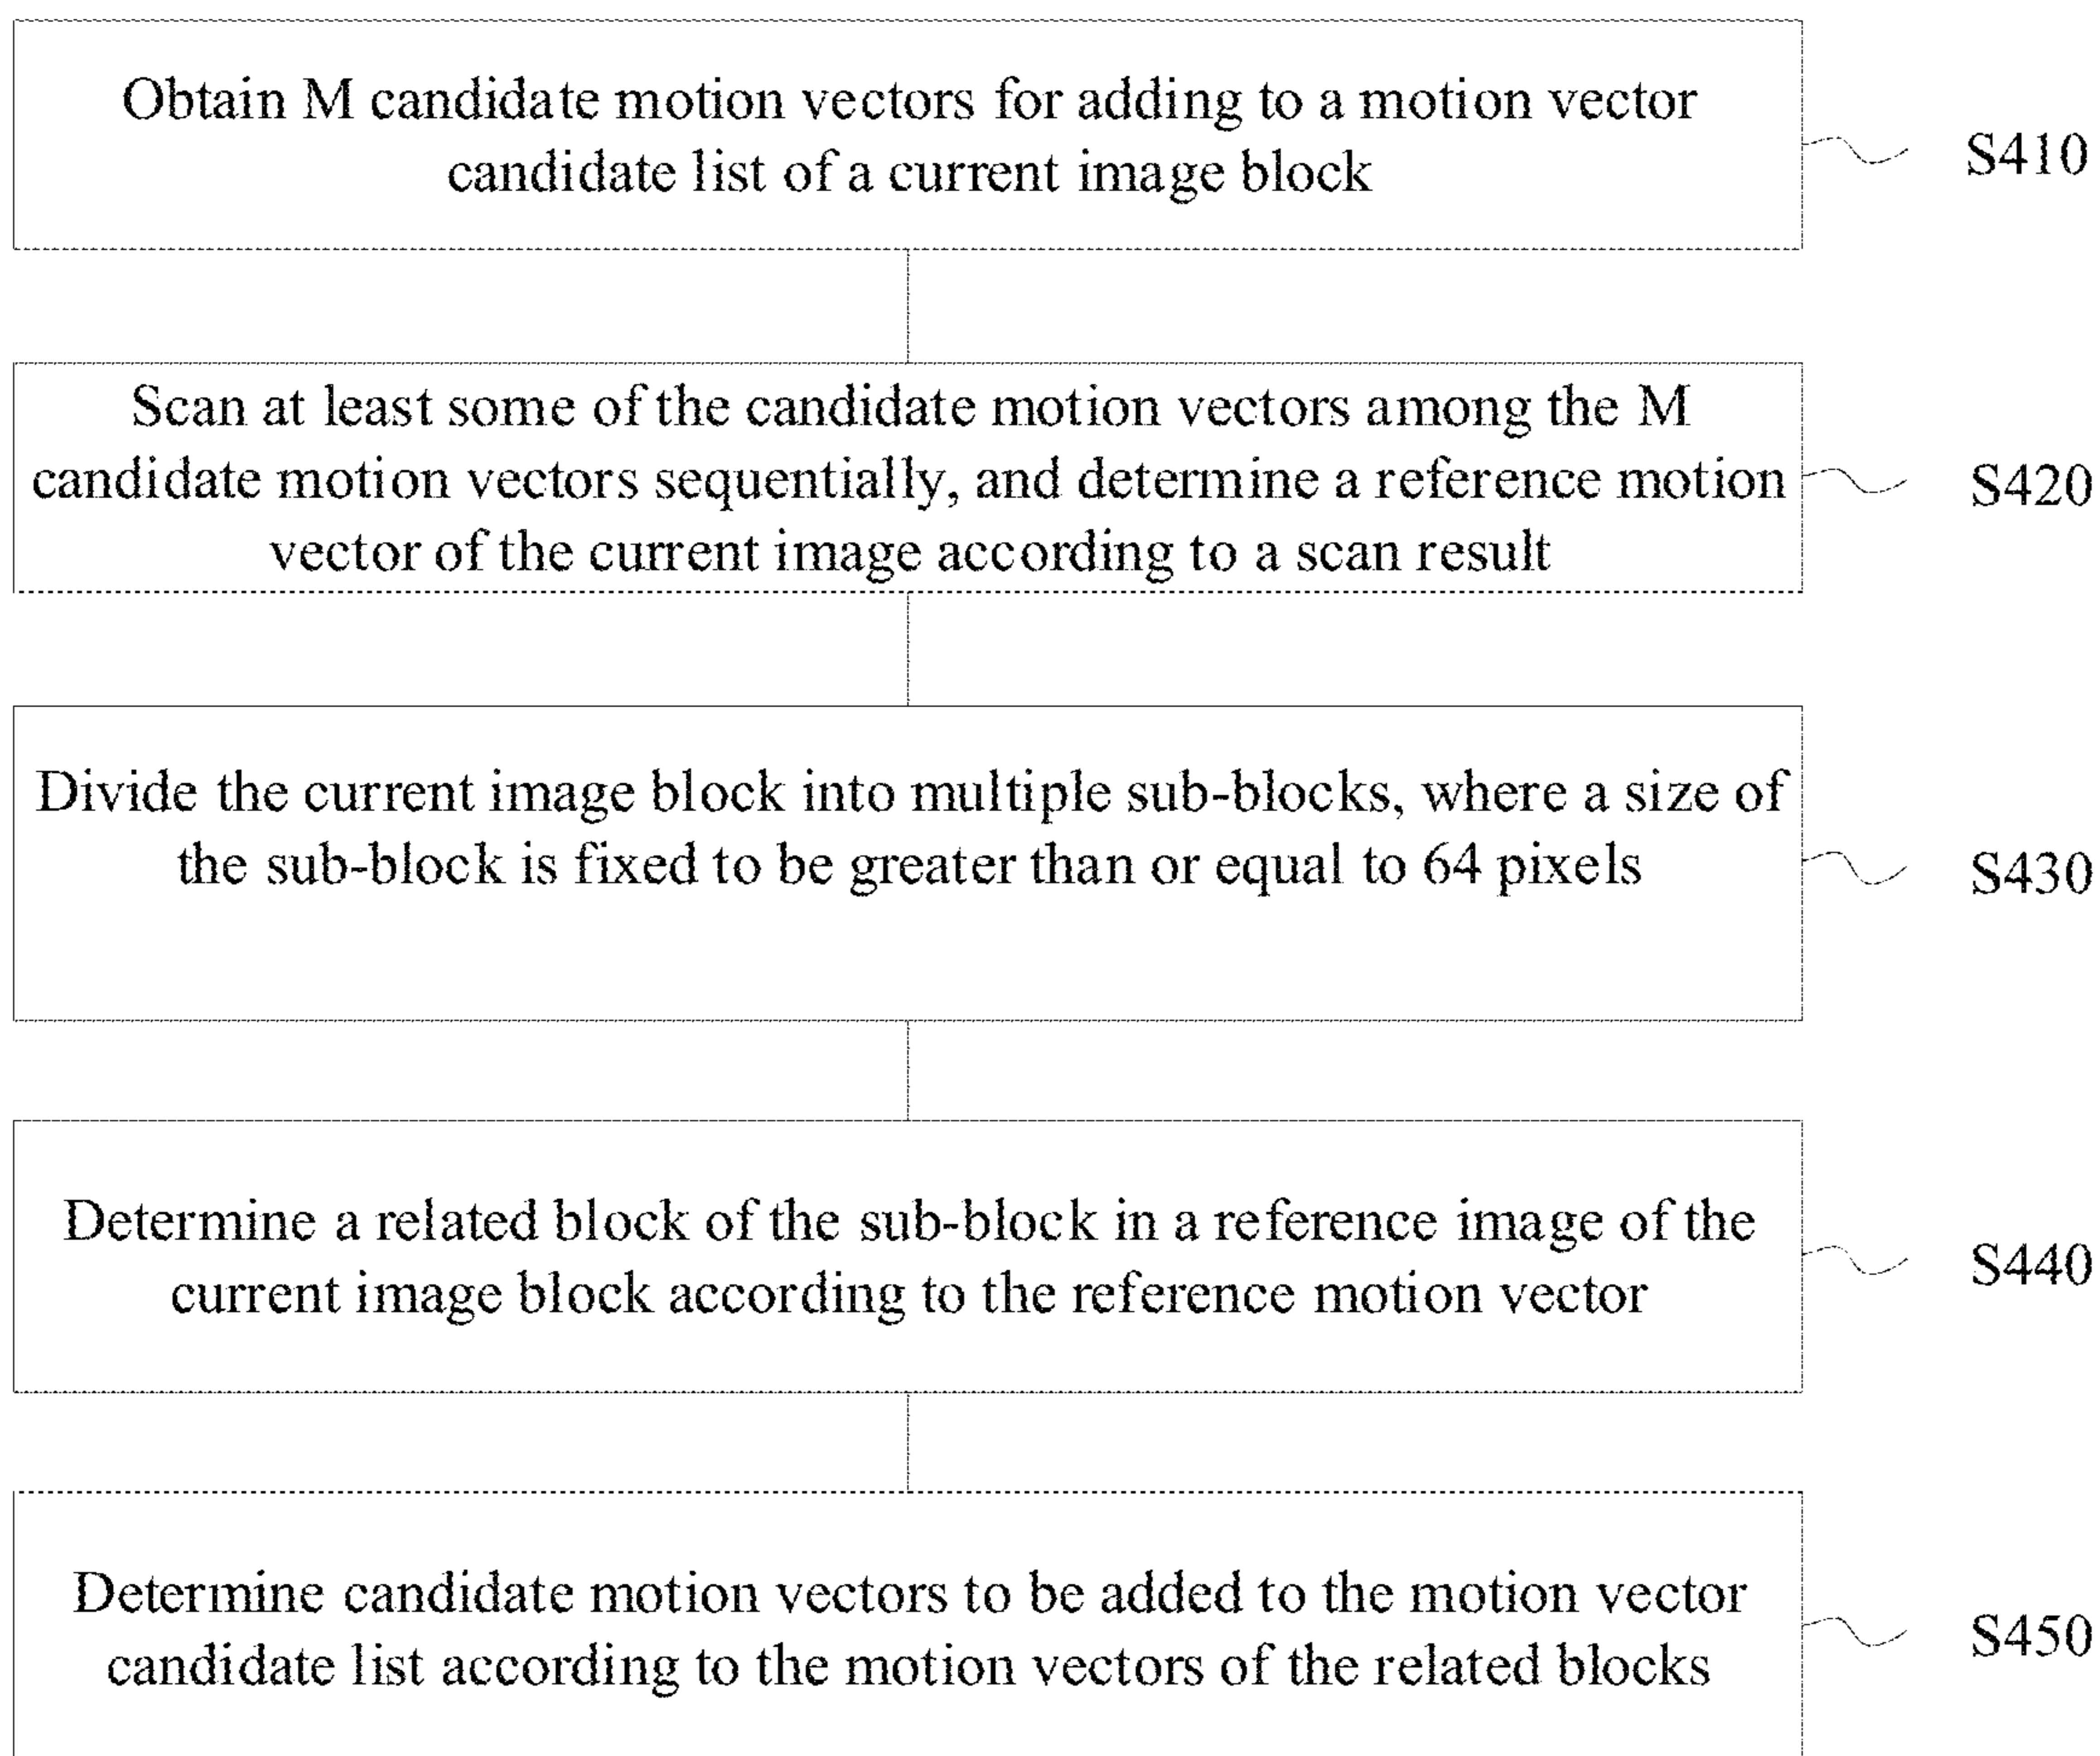 Obtain M candidate motion vectors for adding to a motion vector
candidate list of a current image block
S410
Scan at least some of the candidate motion vectors among the M
candidate motion vectors sequentially, and determine a reference motion
vector of the current image according to a scan result
S420
Divide the current image block into multiple sub-blocks, where a size of
the sub-block is fixed to be greater than or equal to 64 pixels
S430
Determine a related block of the sub-block in a reference image of the
current image block according to the reference motion vector
S440
Determine candidate motion vectors to be added to the motion vector
candidate list according to the motion vectors of the related blocks
S450